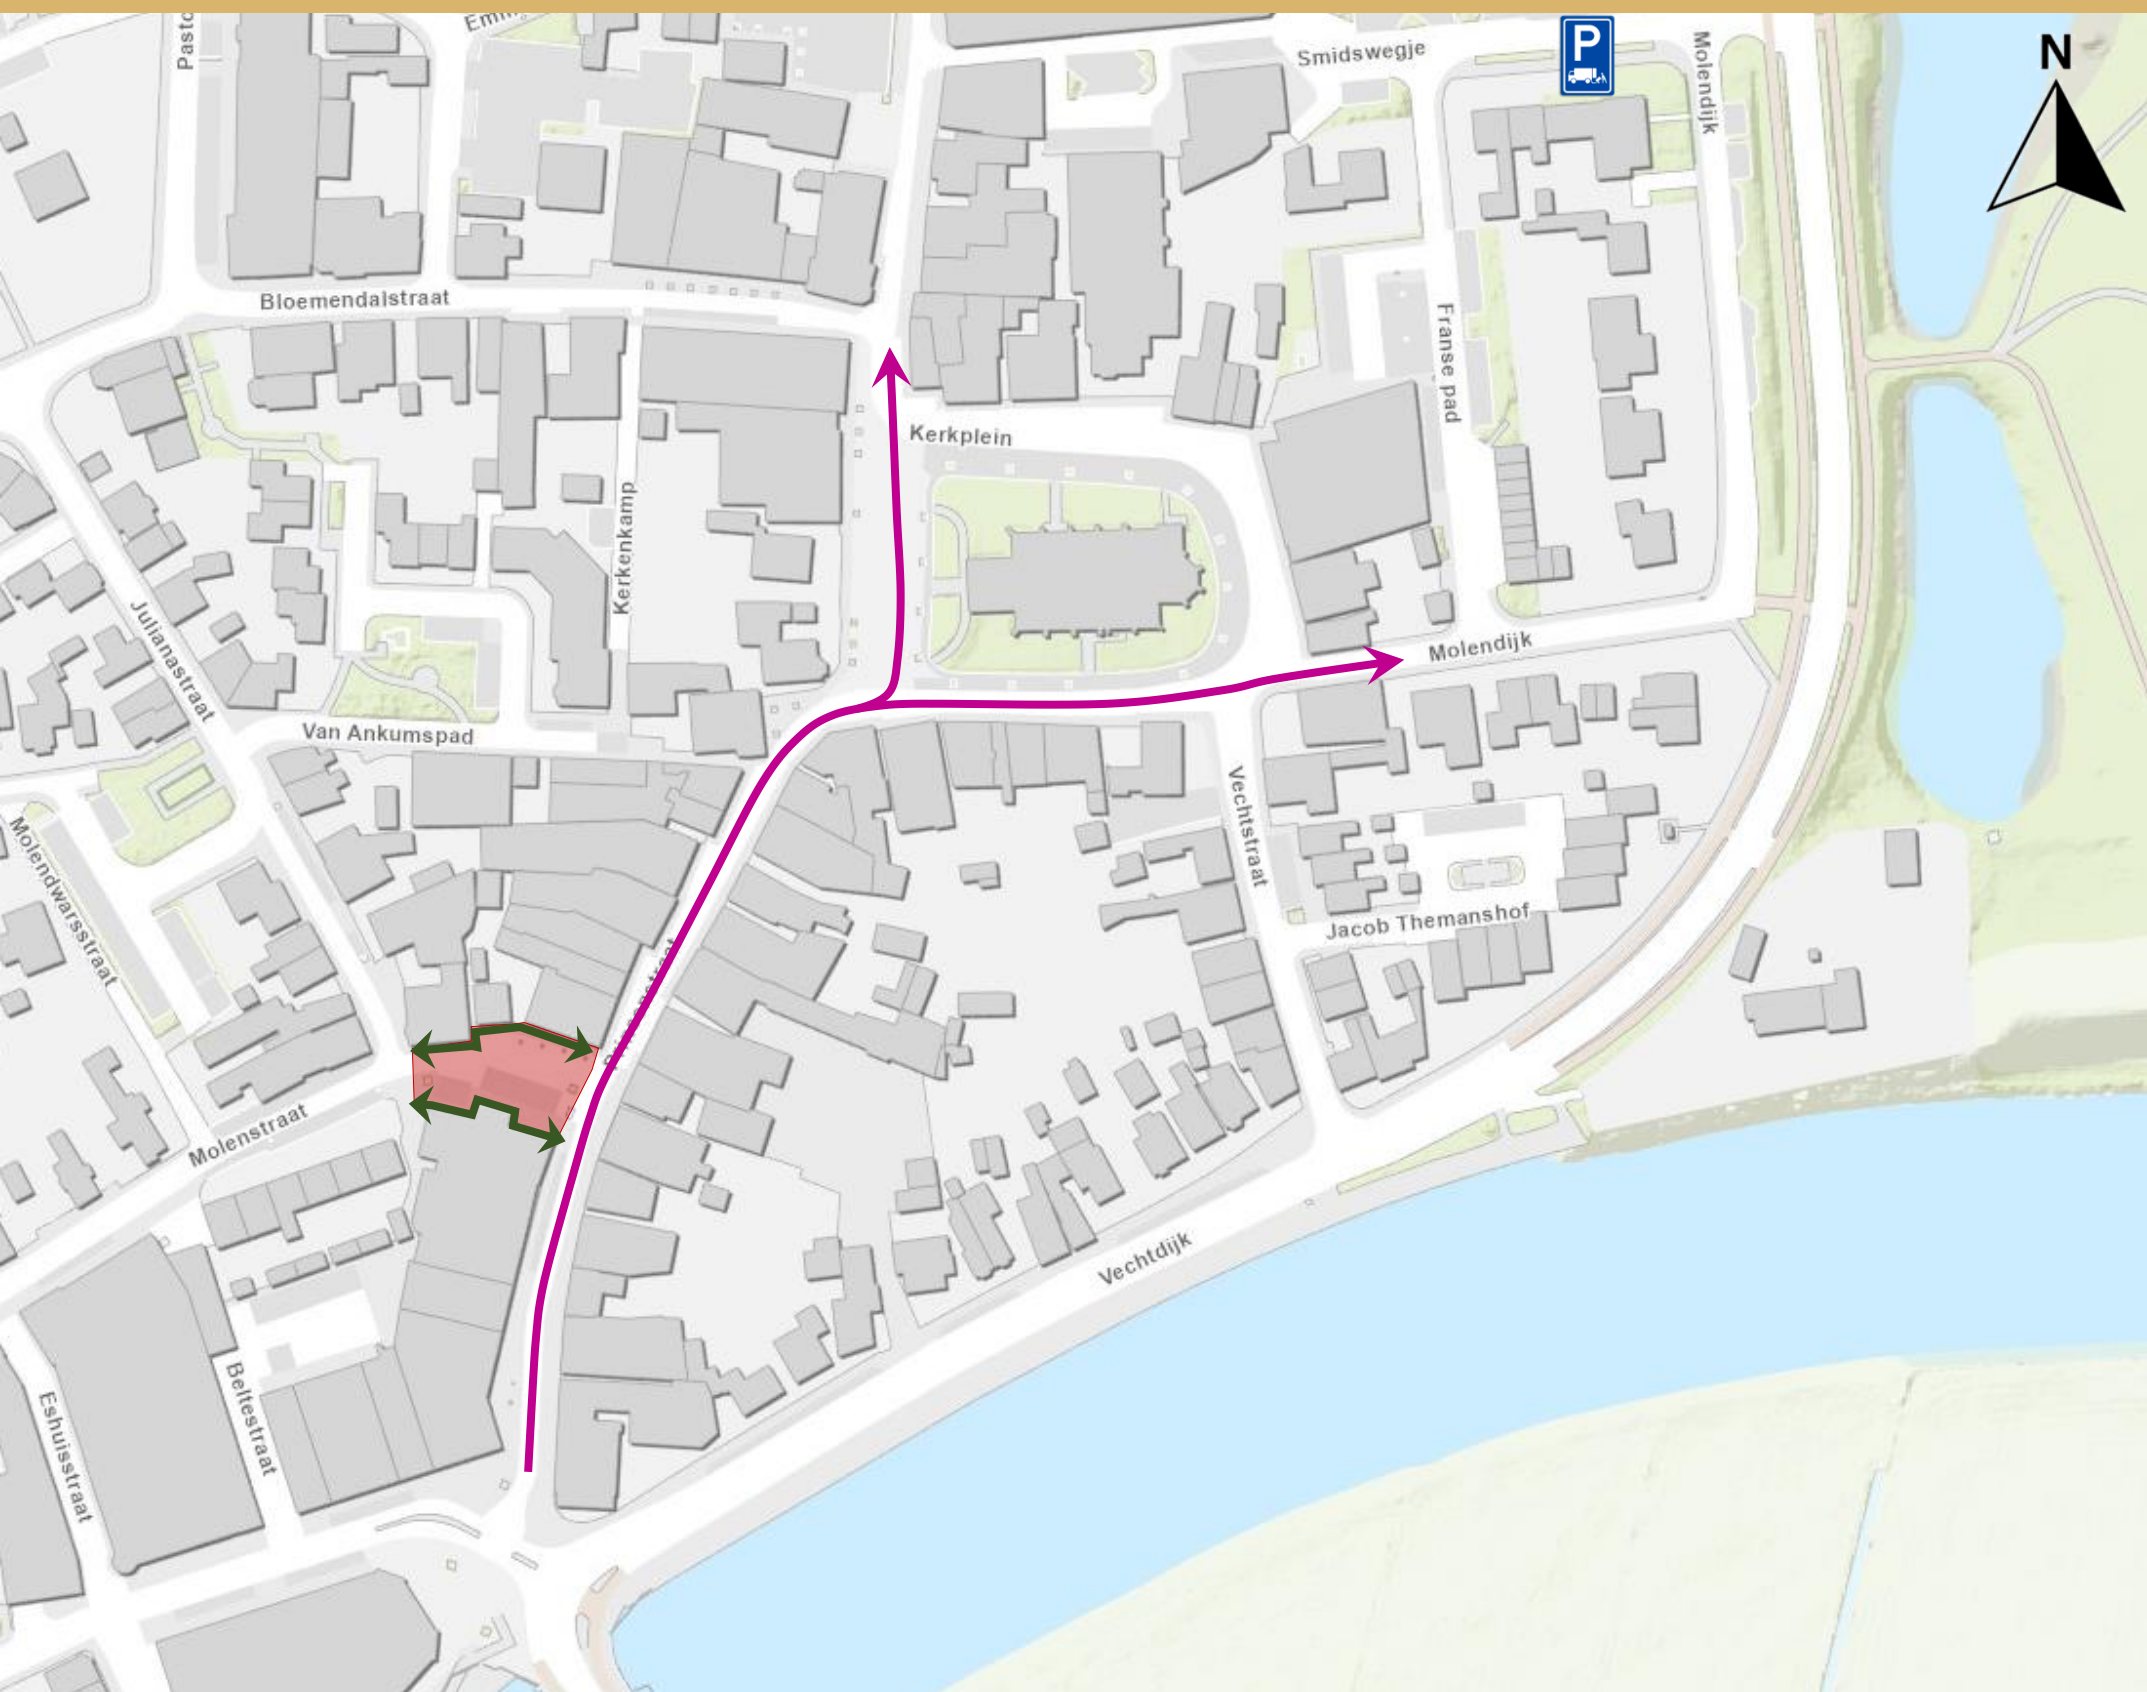 Smidswegje
P
Molendijk
N
Bloemendalstraat
Franse pad
Kerkplein
Kerkenkamp
Julianastraat
Molendijk
Van Ankumspad
Vechtstraat
Molendwarsstraat
Jacob Themanshof
Molenstraat
Vechtdijk
Beltestraat
Eshuisstraat